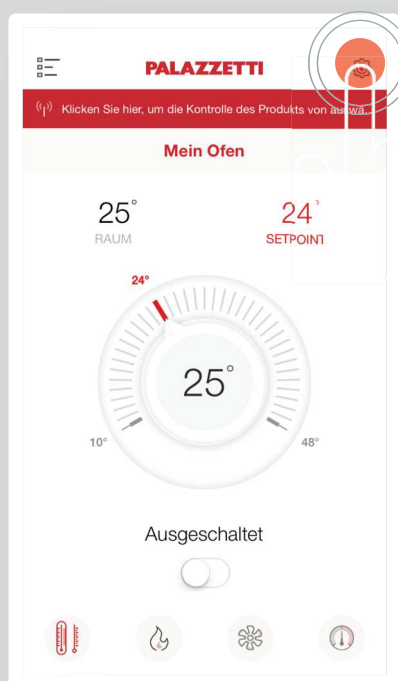 PALAZZETTI
Klicken Sie hier, um die Kontrolle des Produkts von auswä...
Mein Ofen
25° 24°
RAUM SETPOINT
24°
25°
10° 48°
Ausgeschaltet